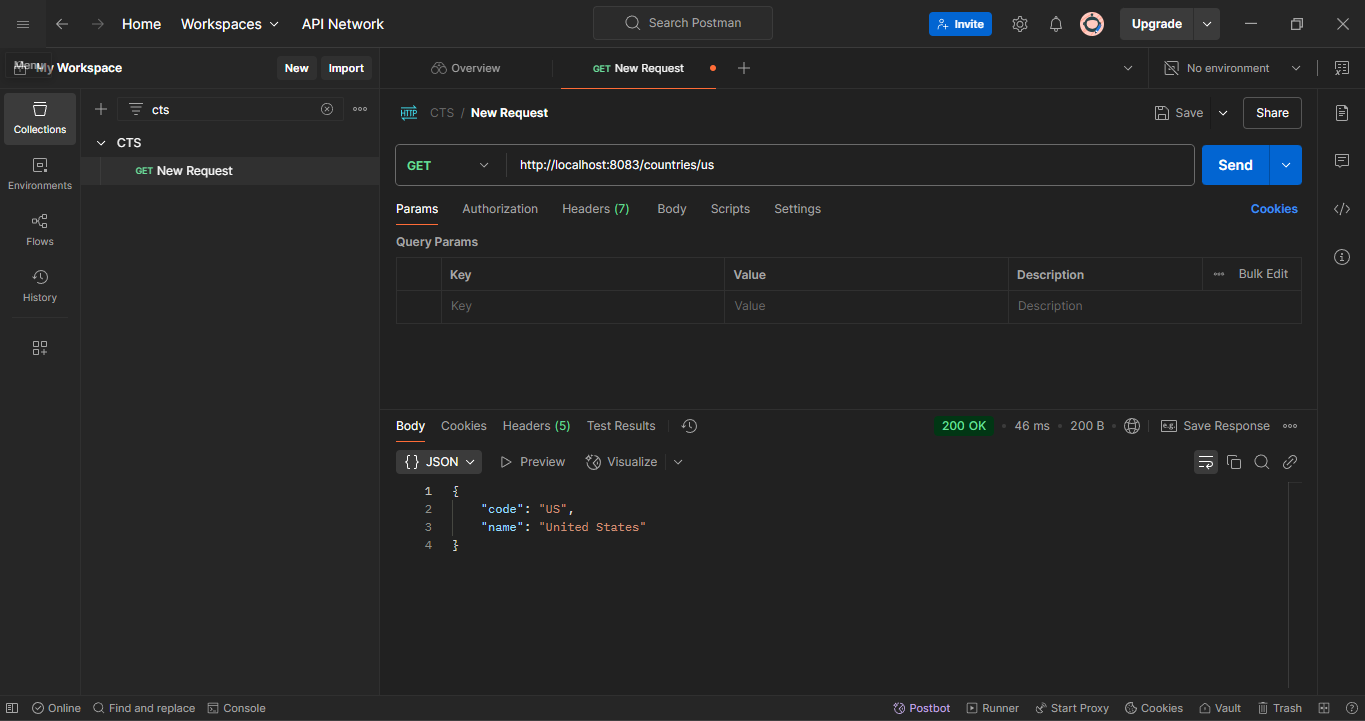 Home Workspaces API Network Search Postman Invite Upgrade
Menu My Workspace New Import Overview GET New Request No environment
Collections
Environments
Flows
History
cts
CTS
GET New Request
HTTP CTS / New Request Save Share
GET http://localhost:8083/countries/us Send
Params Authorization Headers (7) Body Scripts Settings Cookies
Query Params
Key Value Description Bulk Edit
Key Value Description
Body Cookies Headers (5) Test Results 200 OK 46 ms 200 B e.g. Save Response
{} JSON Preview Visualize
1 {
2 "code": "US",
3 "name": "United States"
4 }
Online Find and replace Console Postbot Runner Start Proxy Cookies Vault Trash